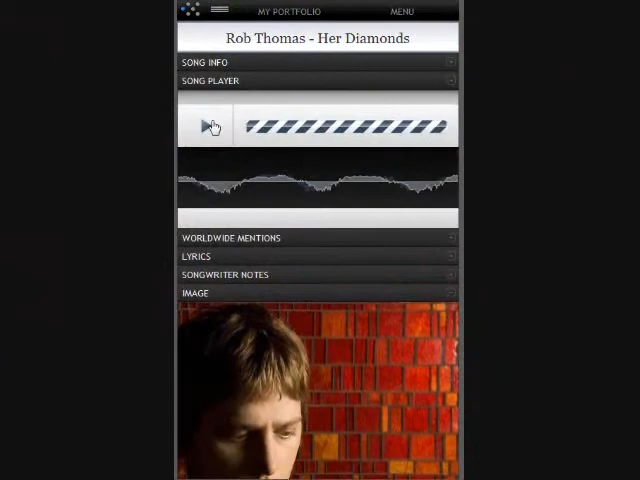 MY PORTFOLIO MENU
Rob Thomas - Her Diamonds
SONG INFO
SONG PLAYER
WORLDWIDE MENTIONS
LYRICS
SONGWRITER NOTES
IMAGE